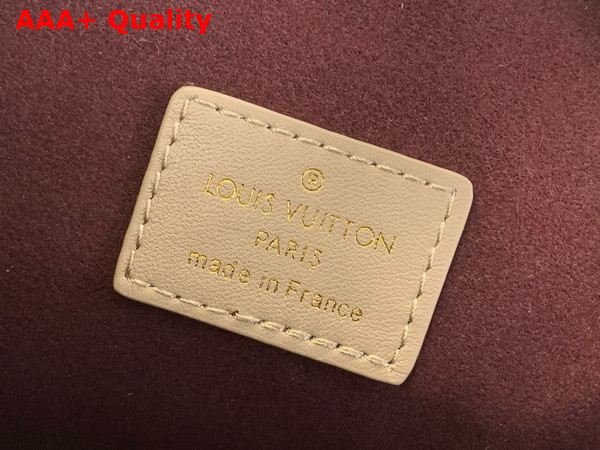 AAA+ Quality
®
LOUIS VUITTON
PARIS
made in France